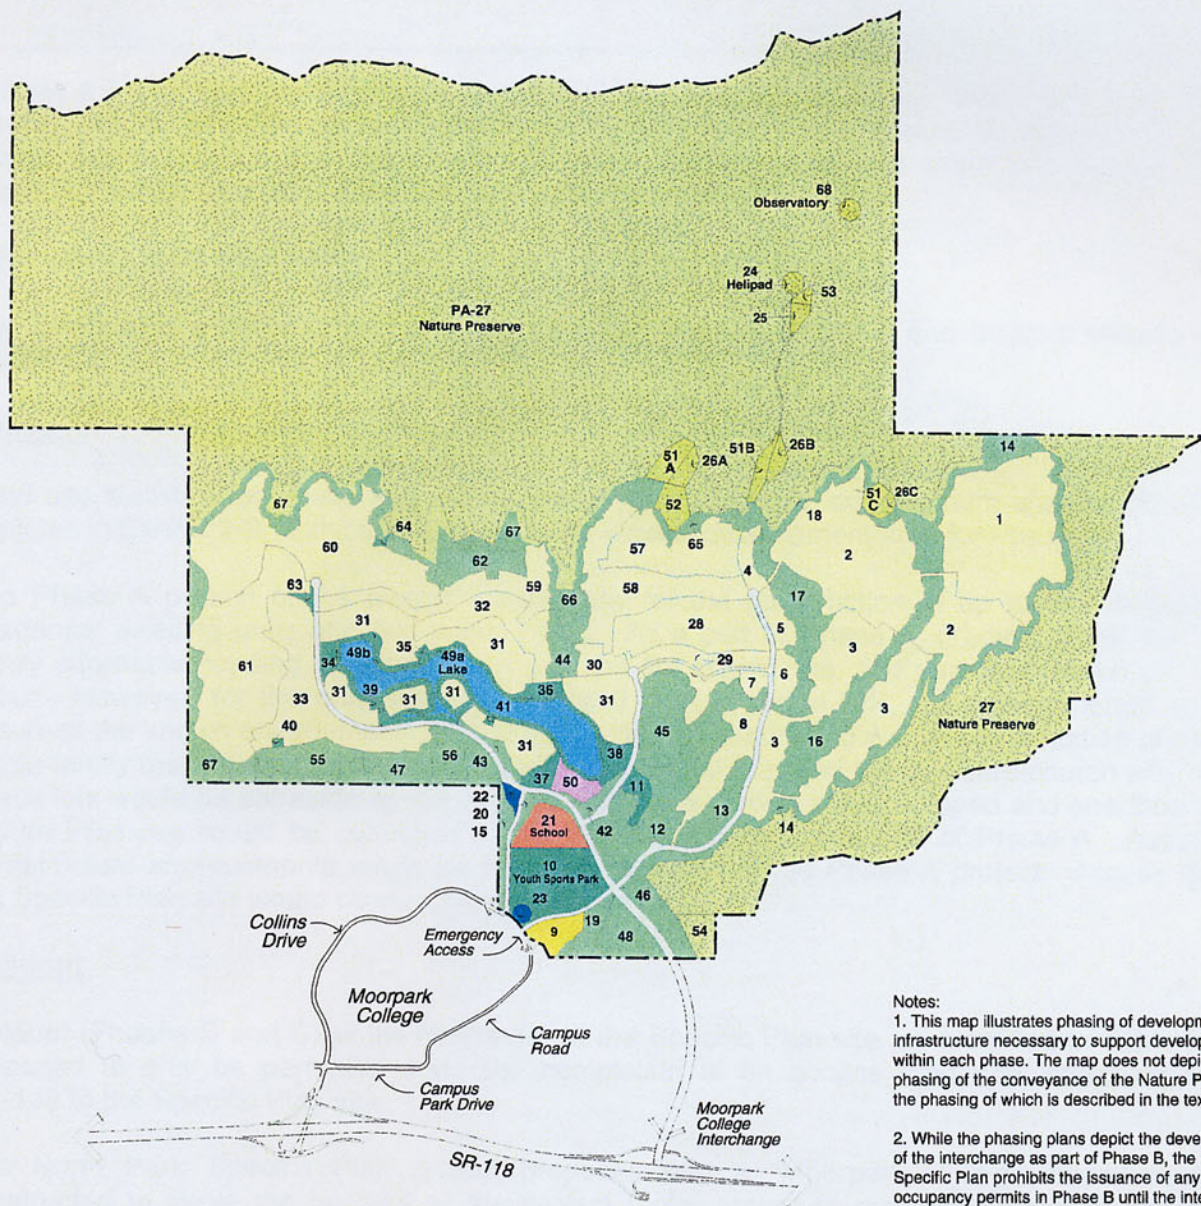 68
Observatory
24
Helipad
53
25
PA-27
Nature Preserve
14
51
A
26A
51B
26B
51
C
26C
52
67
64
67
60
62
57
65
18
1
2
4
63
59
58
66
17
32
31
28
5
2
3
49b
35
49a
Lake
31
44
30
29
6
61
34
7
33
31
39
31
31
41
36
31
8
3
27
Nature Preserve
40
45
3
16
67
55
47
56
43
31
38
37
50
11
13
22
20
15
21
School
42
12
14
10
Youth Sports Park
23
46
19
9
48
54
Collins
Drive
Emergency
Access
Moorpark
College
Campus
Road
Campus
Park Drive
Moorpark
College
Interchange
SR-118
Notes:
1. This map illustrates phasing of developm
infrastructure necessary to support develop
within each phase. The map does not depi
phasing of the conveyance of the Nature P
the phasing of which is described in the tex
2. While the phasing plans depict the deve
of the interchange as part of Phase B, the
Specific Plan prohibits the issuance of any
occupancy permits in Phase B until the inte